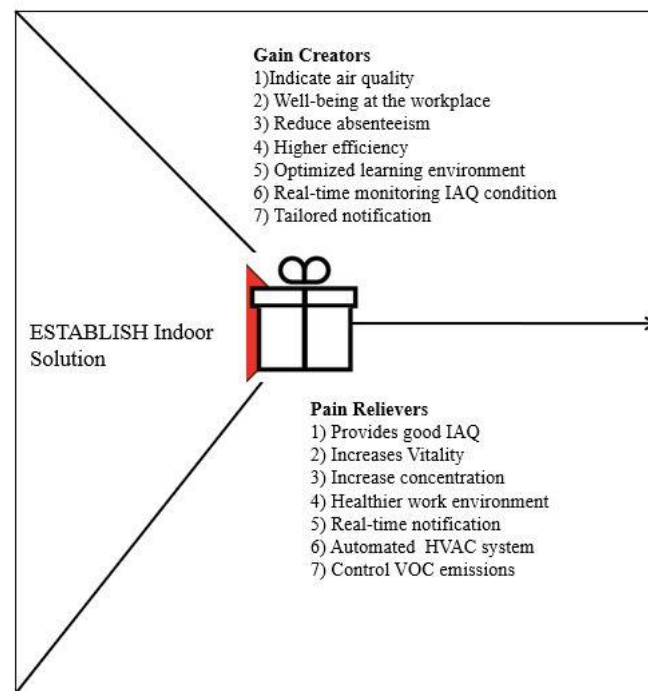 Gain Creators
1)Indicate air quality
2) Well-being at the workplace
3) Reduce absenteeism
4) Higher efficiency
5) Optimized learning environment
6) Real-time monitoring IAQ condition
7) Tailored notification
ESTABLISH Indoor
Solution
Pain Relievers
1) Provides good IAQ
2) Increases Vitality
3) Increase concentration
4) Healthier work environment
5) Real-time notification
6) Automated HVAC system
7) Control VOC emissions